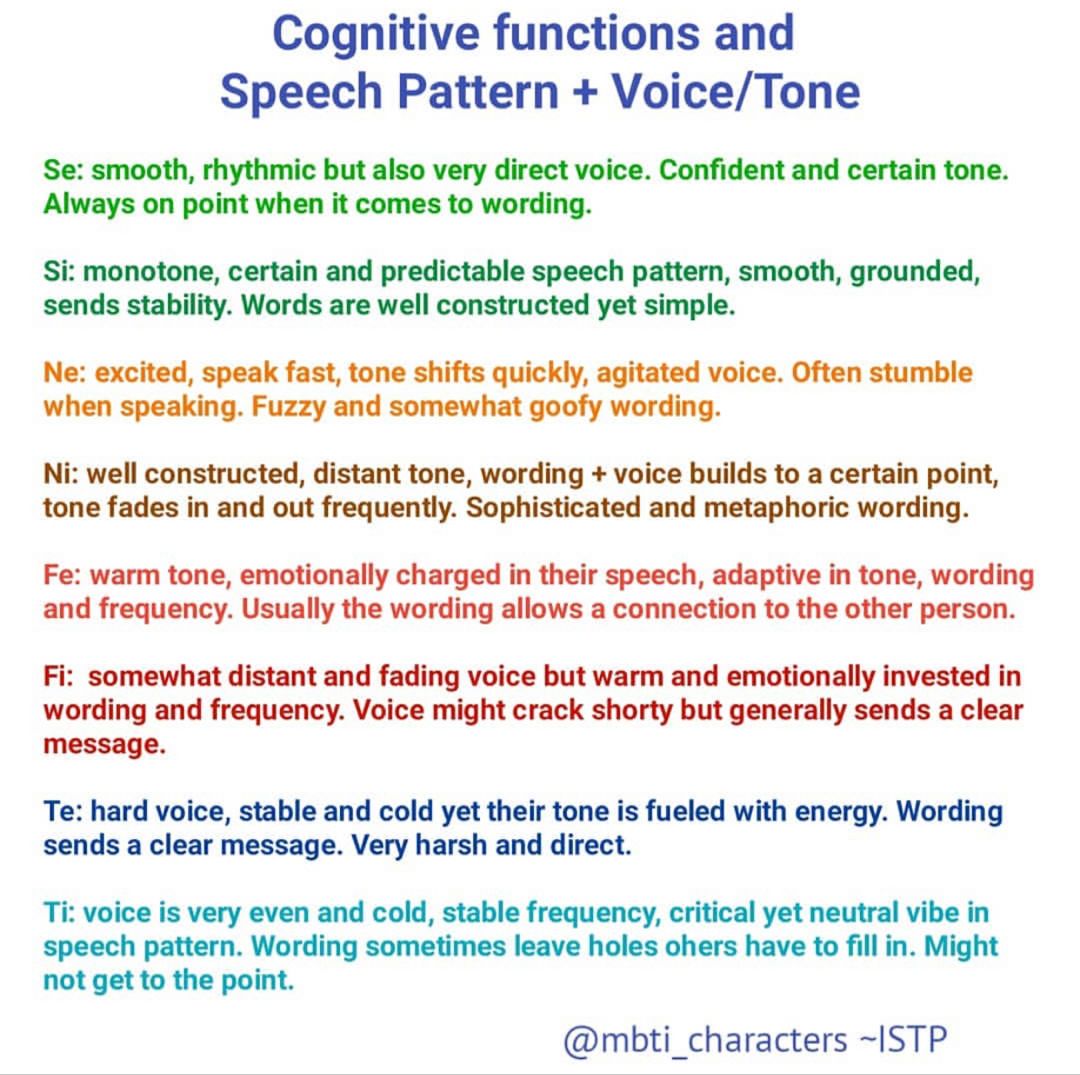 Cognitive functions and
Speech Pattern + Voice/Tone
Se: smooth, rhythmic but also very direct voice. Confident and certain tone.
Always on point when it comes to wording.
Si: monotone, certain and predictable speech pattern, smooth, grounded,
sends stability. Words are well constructed yet simple.
Ne: excited, speak fast, tone shifts quickly, agitated voice. Often stumble
when speaking. Fuzzy and somewhat goofy wording.
Ni: well constructed, distant tone, wording + voice builds to a certain point,
tone fades in and out frequently. Sophisticated and metaphoric wording.
Fe: warm tone, emotionally charged in their speech, adaptive in tone, wording
and frequency. Usually the wording allows a connection to the other person.
Fi:  somewhat distant and fading voice but warm and emotionally invested in
wording and frequency. Voice might crack shorty but generally sends a clear
message.
Te: hard voice, stable and cold yet their tone is fueled with energy. Wording
sends a clear message. Very harsh and direct.
Ti: voice is very even and cold, stable frequency, critical yet neutral vibe in
speech pattern. Wording sometimes leave holes ohers have to fill in. Might
not get to the point.
@mbti_characters ~ISTP